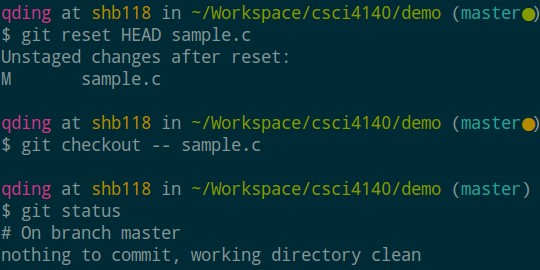 qding at shb118 in ~/Workspace/csci4140/demo (master●)
$ git reset HEAD sample.c
Unstaged changes after reset:
M       sample.c
qding at shb118 in ~/Workspace/csci4140/demo (master●)
$ git checkout -- sample.c
qding at shb118 in ~/Workspace/csci4140/demo (master)
$ git status
# On branch master
nothing to commit, working directory clean